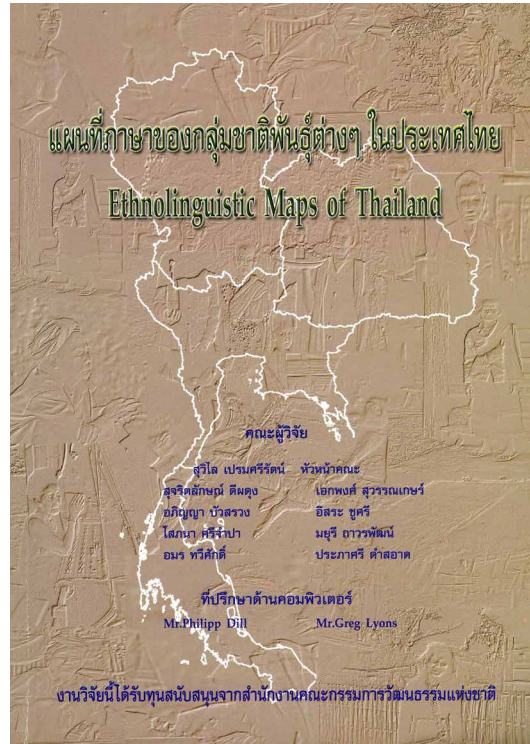 แผนที่ภาษาของกลุ่มชาติพันธุ์ต่างๆ ในประเทศไทย
Ethnolinguistic Maps of Thailand
คณะผู้วิจัย
สุวิไล เปรมศรีรัตน์ หัวหน้าคณะ
สุจริตลักษณ์ ดีผดุง เอกพงศ์ สุวรรณเกษร์
อภิญญา บัวสรวง อิสระ ชูศรี
โสภนา ศรีจำปา มยุรี ถาวรพัฒน์
อมร ทวีศักดิ์ ประภาศรี ดำสอาด
ที่ปรึกษาด้านคอมพิวเตอร์
Mr.Philipp Dill Mr.Greg Lyons
งานวิจัยนี้ได้รับทุนสนับสนุนจากสำนักงานคณะกรรมการวัฒนธรรมแห่งชาติ